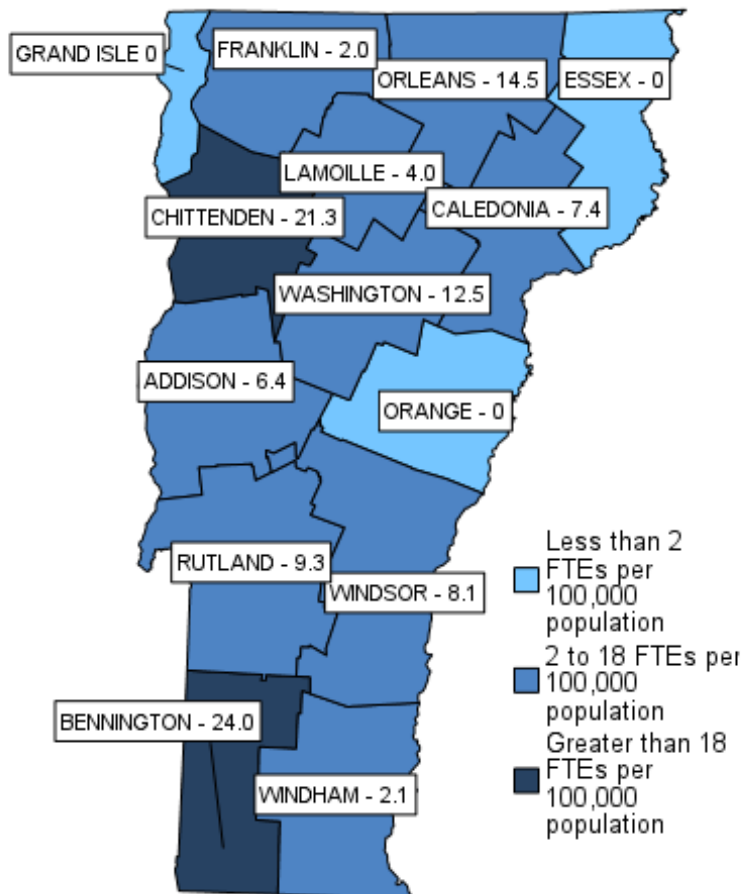 GRAND ISLE 0
FRANKLIN - 2.0
ORLEANS - 14.5
ESSEX - 0
LAMOILLE - 4.0
CALEDONIA - 7.4
CHITTENDEN - 21.3
WASHINGTON - 12.5
ADDISON - 6.4
ORANGE - 0
RUTLAND - 9.3
WINDSOR - 8.1
BENNINGTON - 24.0
WINDHAM - 2.1
Less than 2
FTEs per
100,000
population
2 to 18 FTEs per
100,000
population
Greater than 18
FTEs per
100,000
population